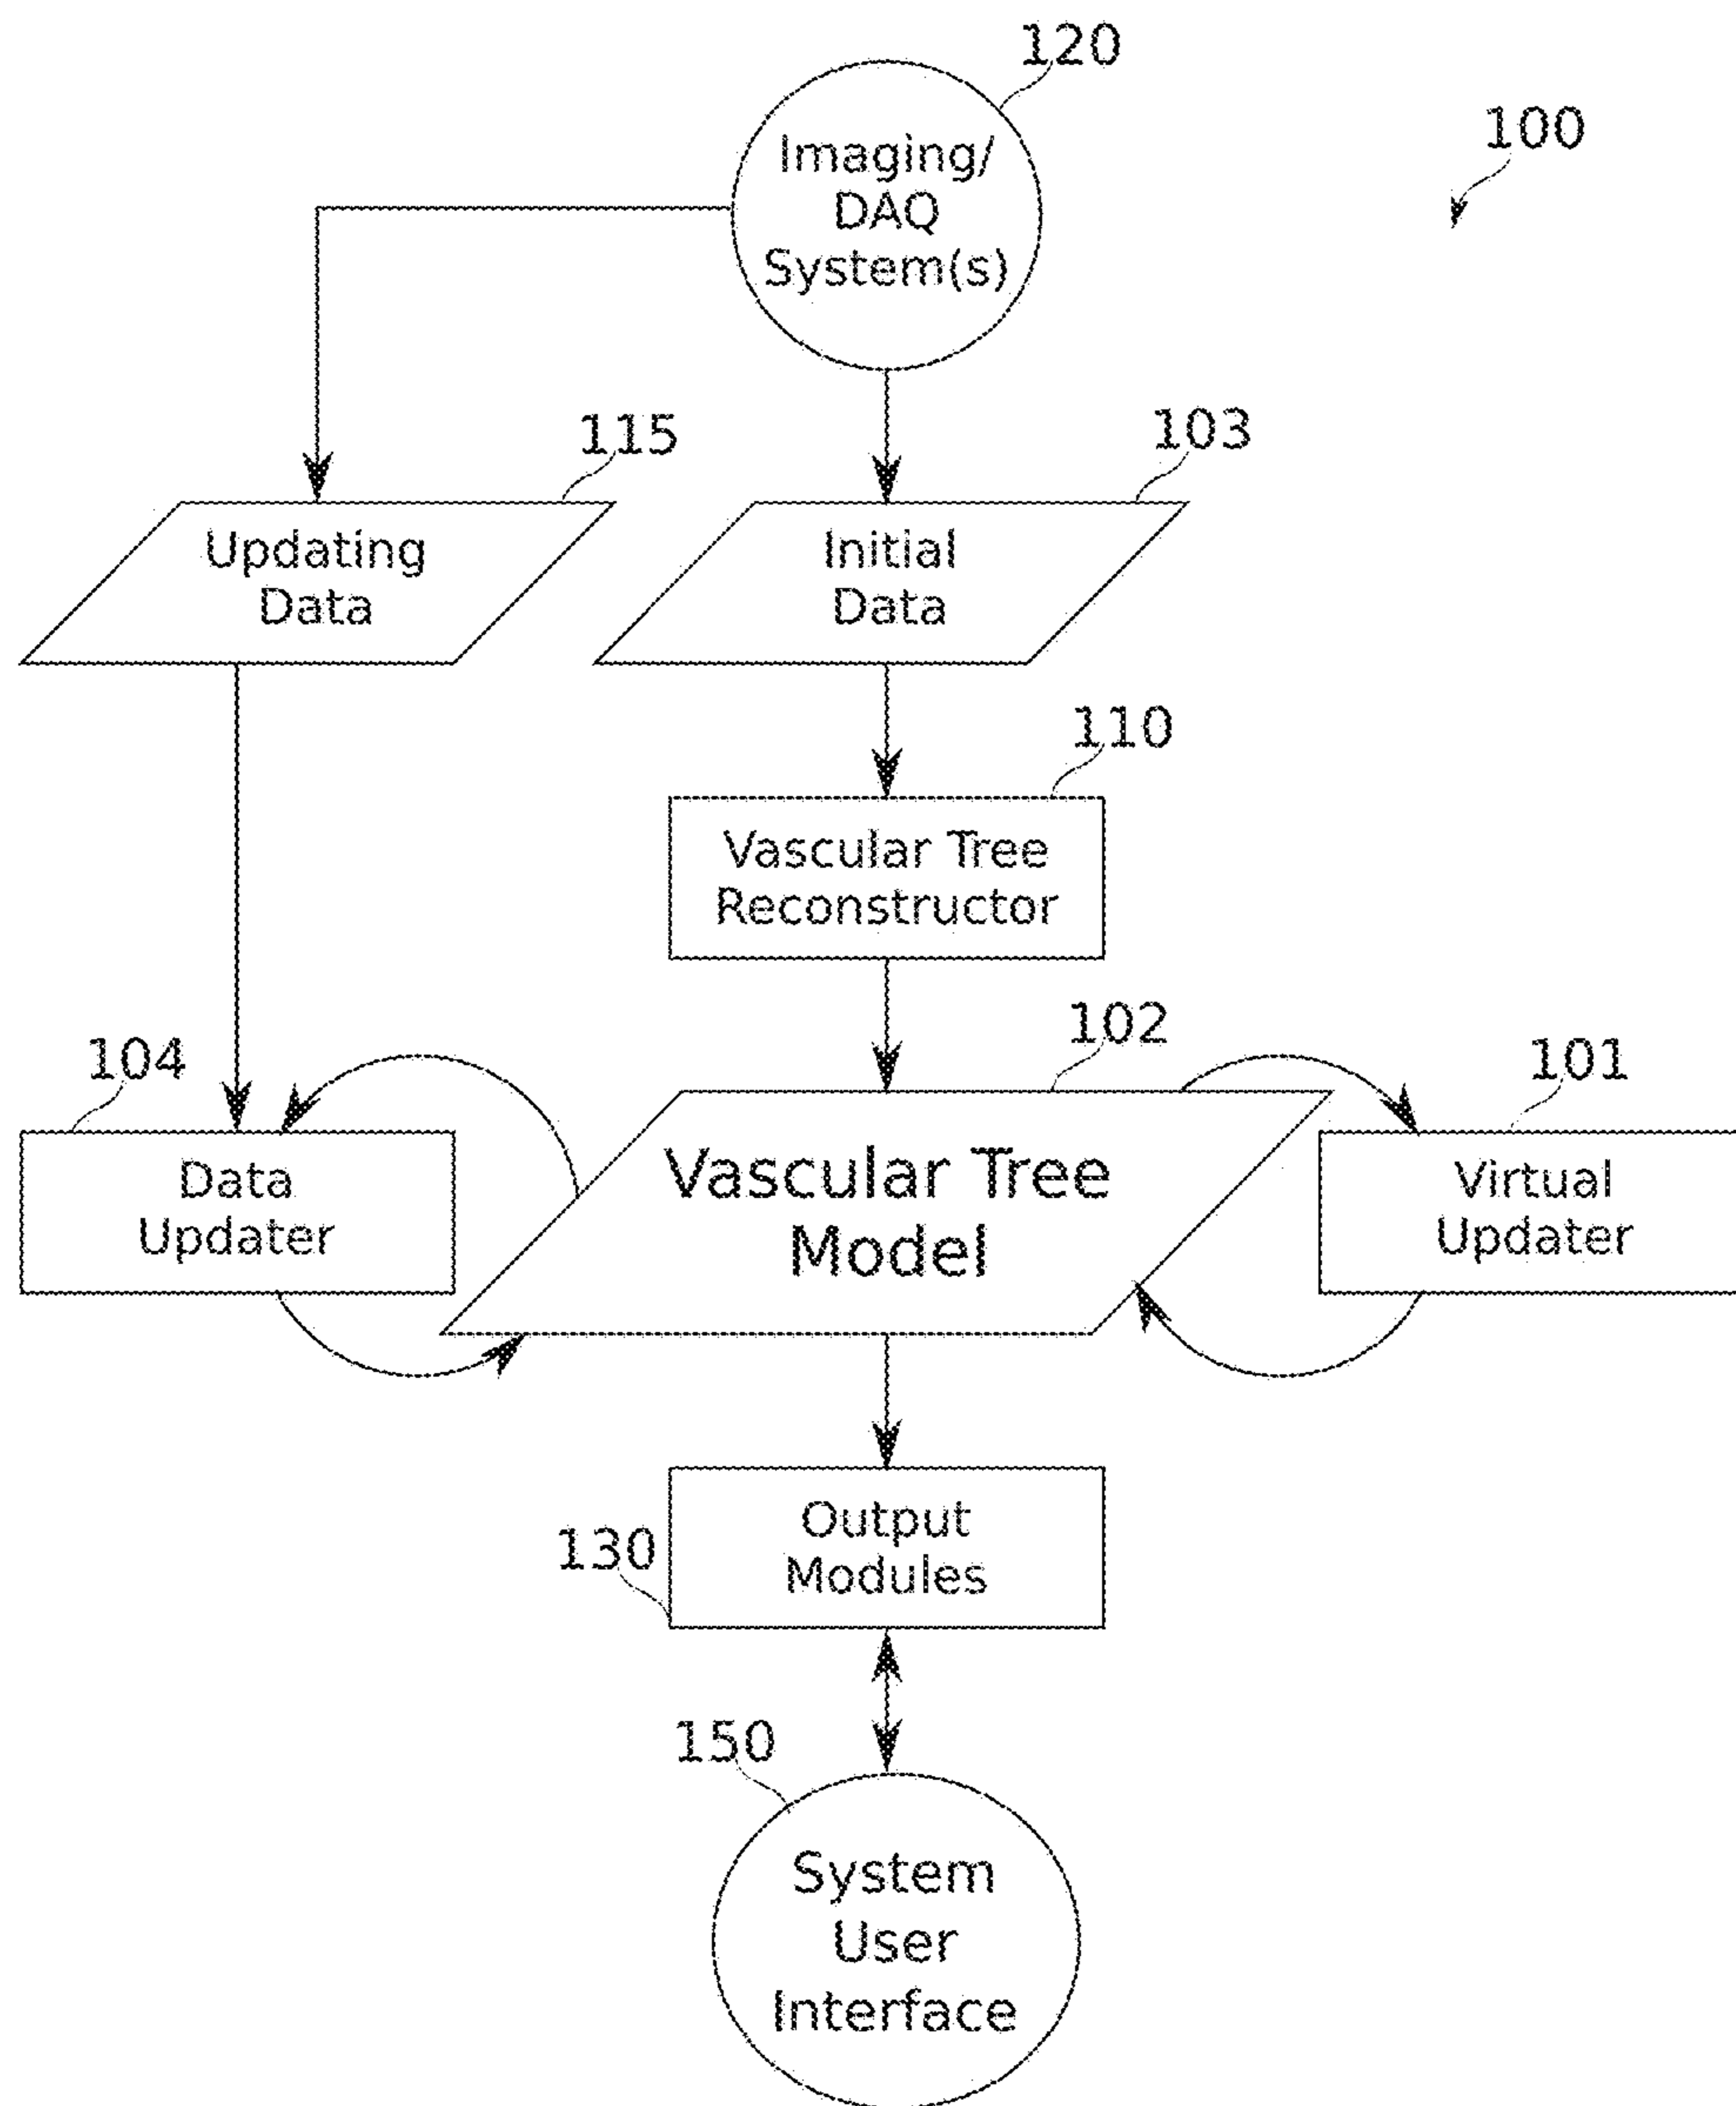 120
100
Imaging/
DAQ
System(s)
115
103
Updating
Data
Initial
Data
110
Vascular Tree
Reconstructor
102
104
101
Data
Updater
Vascular Tree
Model
Virtual
Updater
130
Output
Modules
150
System
User
Interface